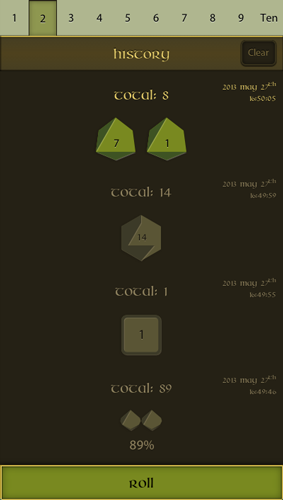 1 2 3 4 5 6 7 8 9 Ten
History
Clear
Total: 8
2013 May 27th
16:50:05
7 1
Total: 14
2013 May 27th
16:49:59
14
Total: 1
2013 May 27th
16:49:55
1
Total: 89
2013 May 27th
16:49:46
89%
Roll